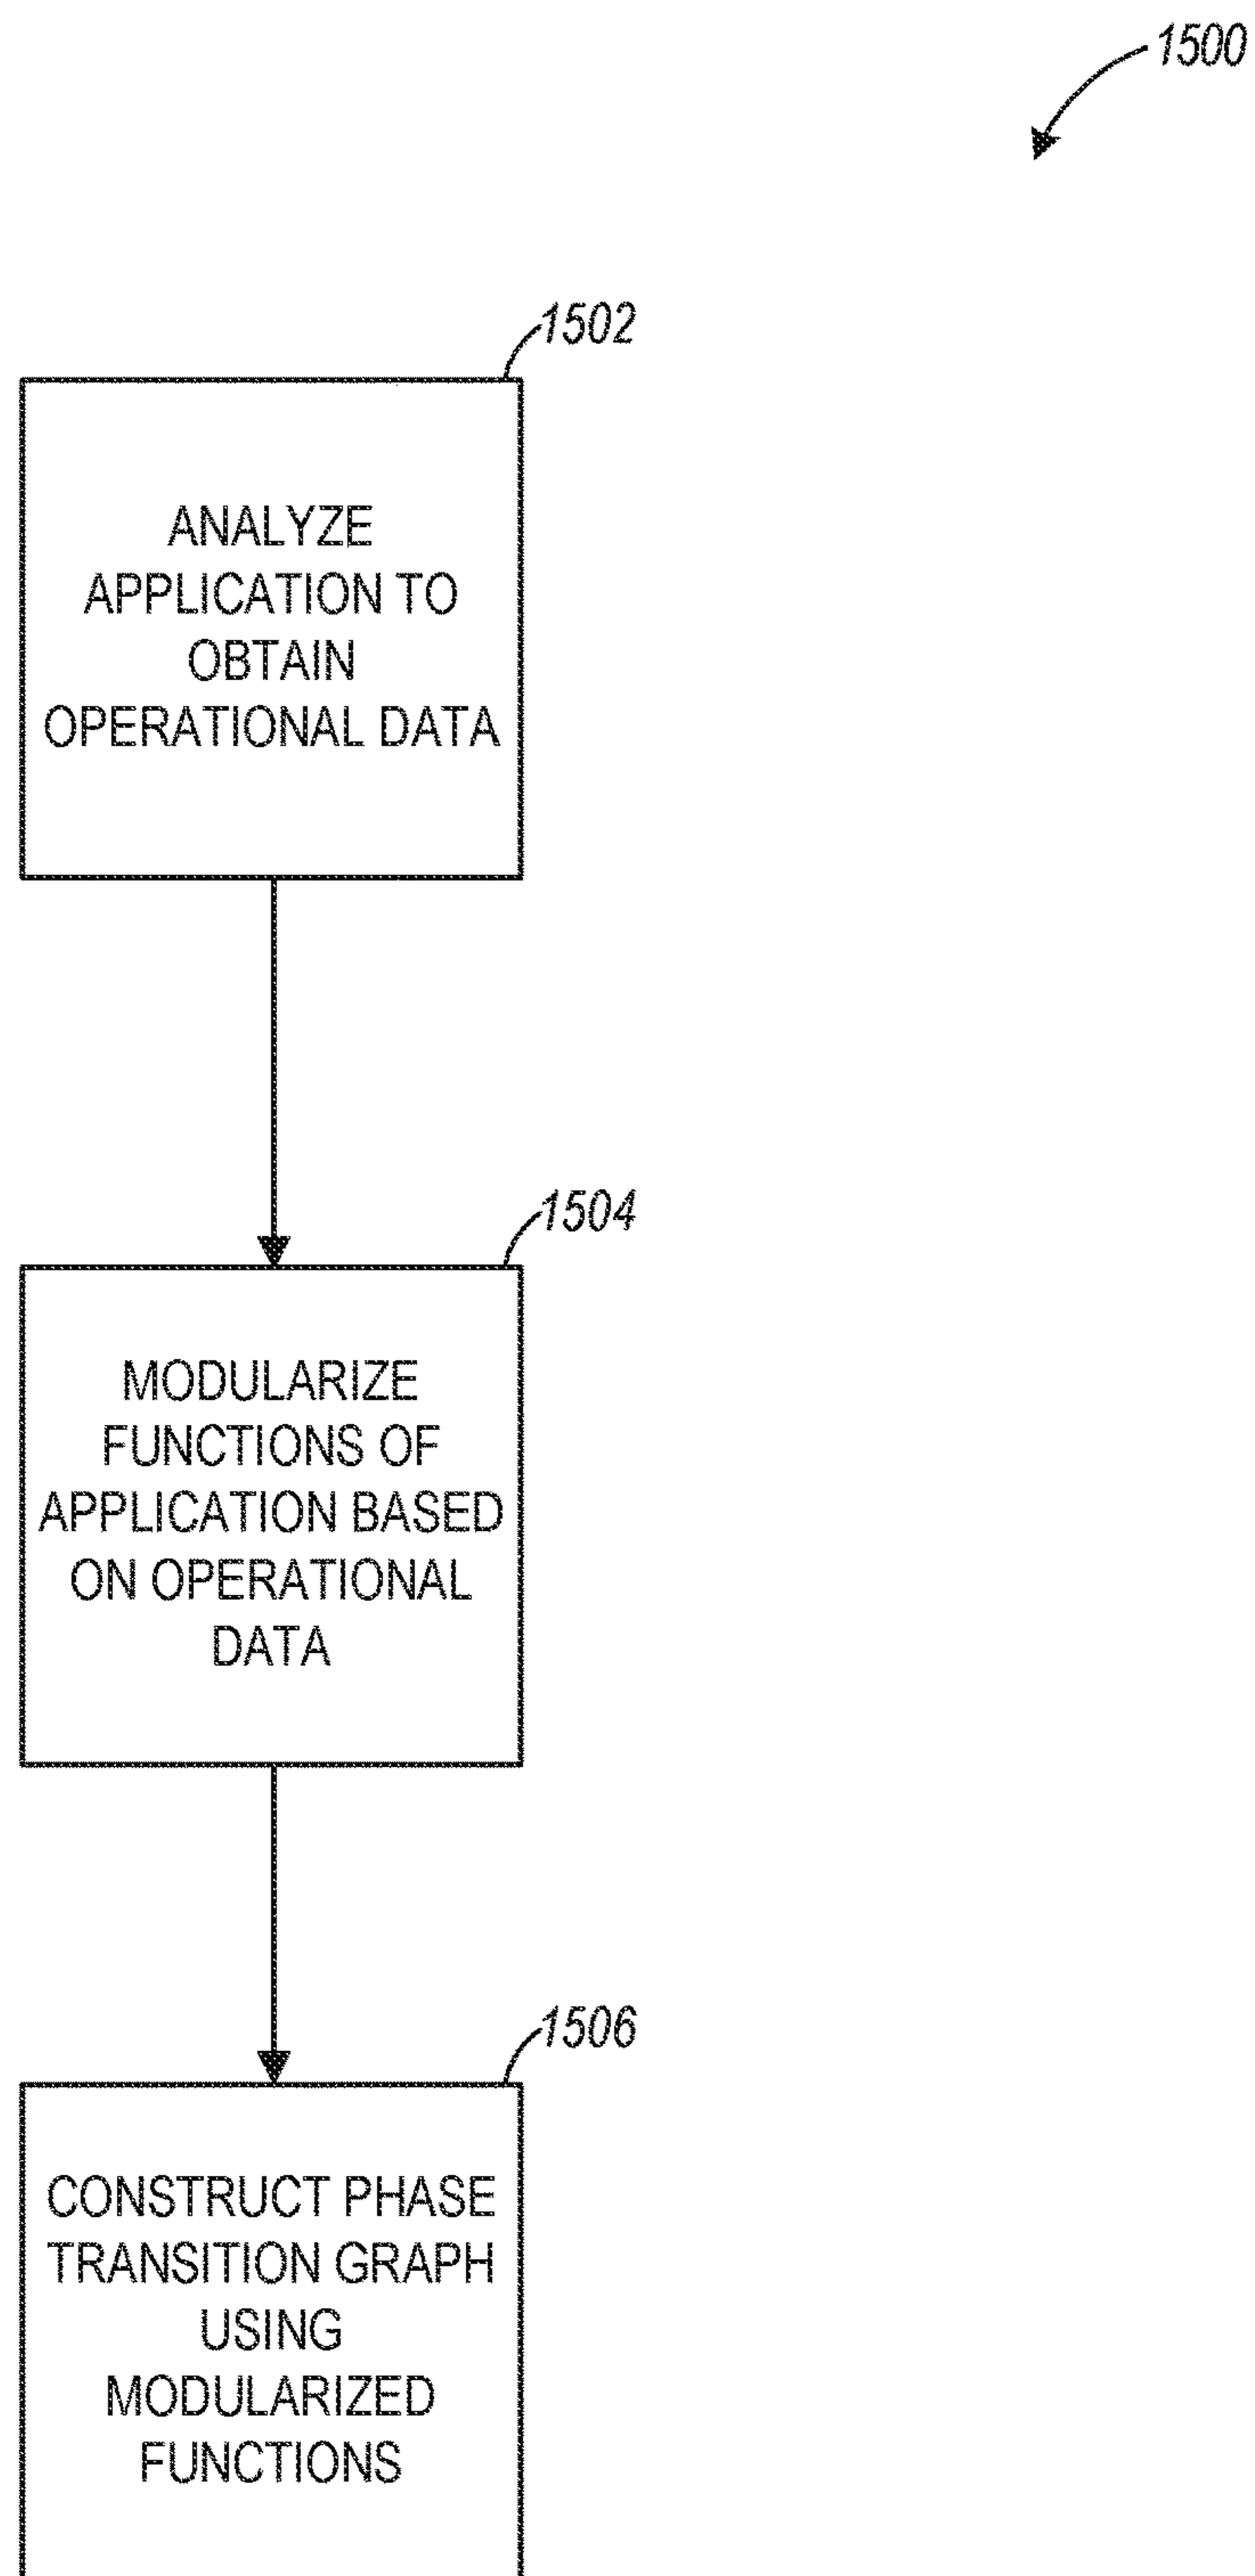 1500
1502
ANALYZE
APPLICATION TO
OBTAIN
OPERATIONAL DATA
1504
MODULARIZE
FUNCTIONS OF
APPLICATION BASED
ON OPERATIONAL
DATA
1506
CONSTRUCT PHASE
TRANSITION GRAPH
USING
MODULARIZED
FUNCTIONS